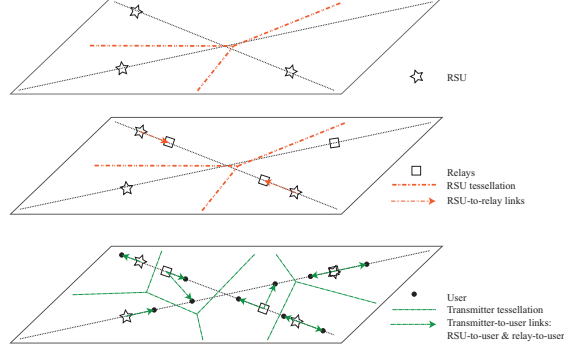 RSU
Relays
RSU tessellation
RSU-to-relay links
User
Transmitter tessellation
Transmitter-to-user links:
RSU-to-user & relay-to-user